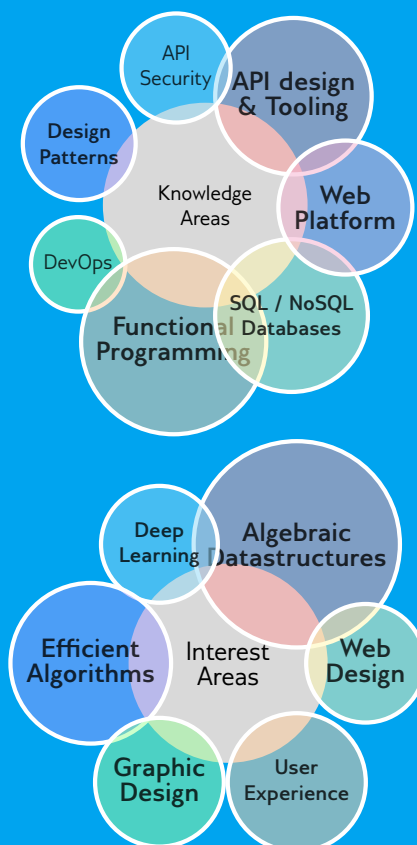 API
Security
API design
& Tooling
Design
Patterns
Knowledge
Areas
Web
Platform
DevOps
SQL / NoSQL
Databases
Functional
Programming
Deep
Learning
Algebraic
Datastructures
Efficient
Algorithms
Interest
Areas
Web
Design
Graphic
Design
User
Experience